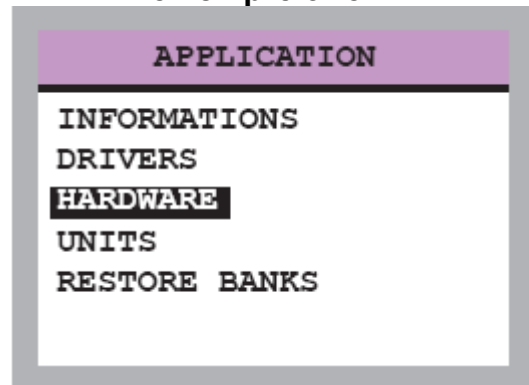 APPLICATION
INFORMATIONS
DRIVERS
HARDWARE
UNITS
RESTORE BANKS